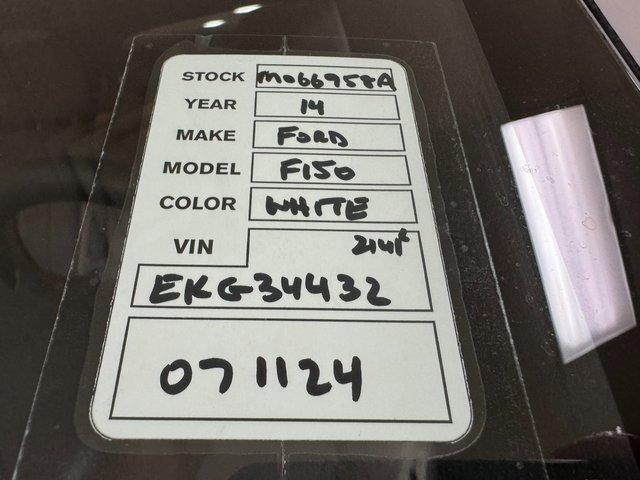 STOCK M066958A
YEAR 14
MAKE FORD
MODEL F150
COLOR WHITE
VIN
EKG34432
071124